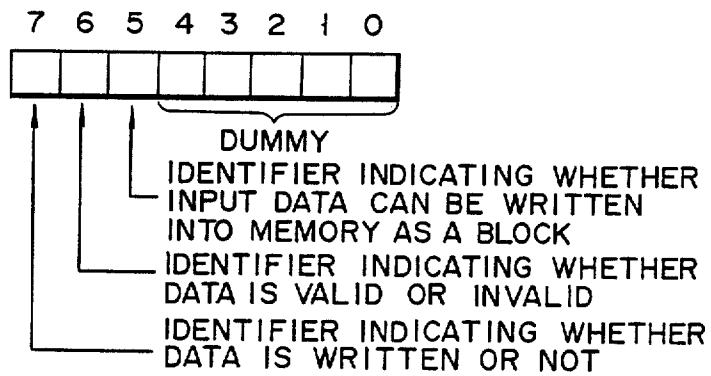 7 6 5 4 3 2 1 0
DUMMY
IDENTIFIER INDICATING WHETHER
INPUT DATA CAN BE WRITTEN
INTO MEMORY AS A BLOCK
IDENTIFIER INDICATING WHETHER
DATA IS VALID OR INVALID
IDENTIFIER INDICATING WHETHER
DATA IS WRITTEN OR NOT